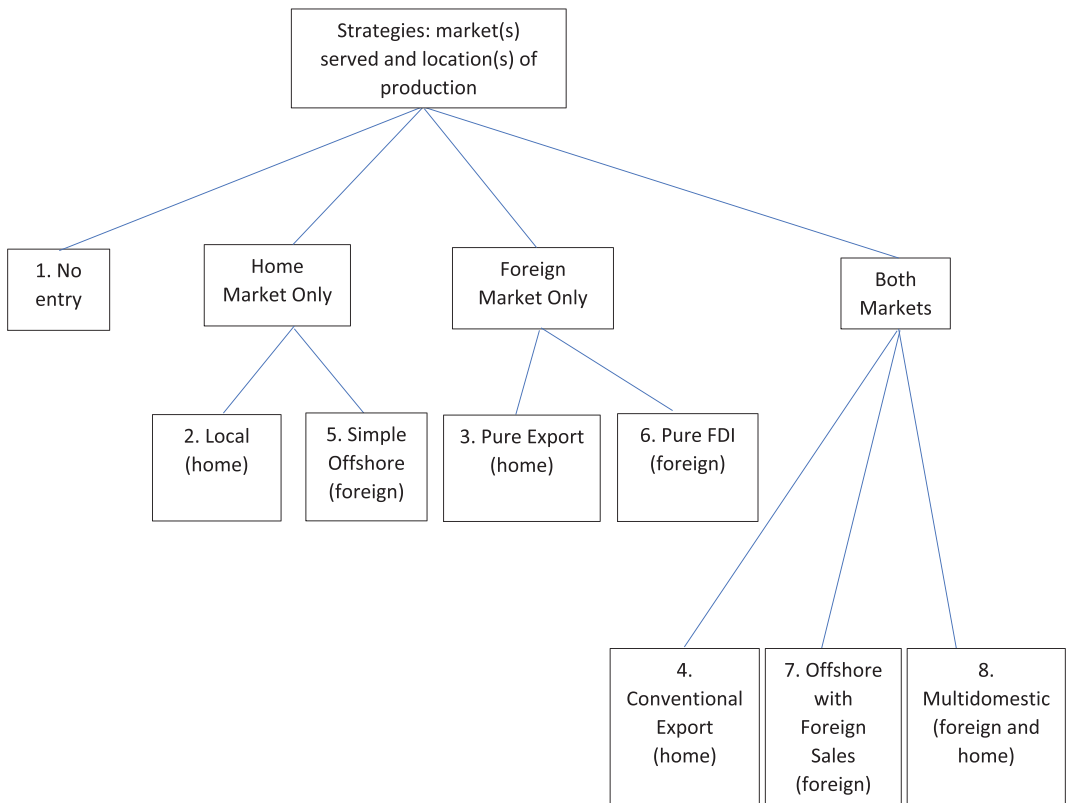 Strategies: market(s)
served and location(s) of
production
1. No
entry
Home
Market Only
Foreign
Market Only
Both
Markets
2. Local
(home)
5. Simple
Offshore
(foreign)
3. Pure Export
(home)
6. Pure FDI
(foreign)
4.
Conventional
Export
(home)
7. Offshore
with
Foreign
Sales
(foreign)
8.
Multidomestic
(foreign and
home)